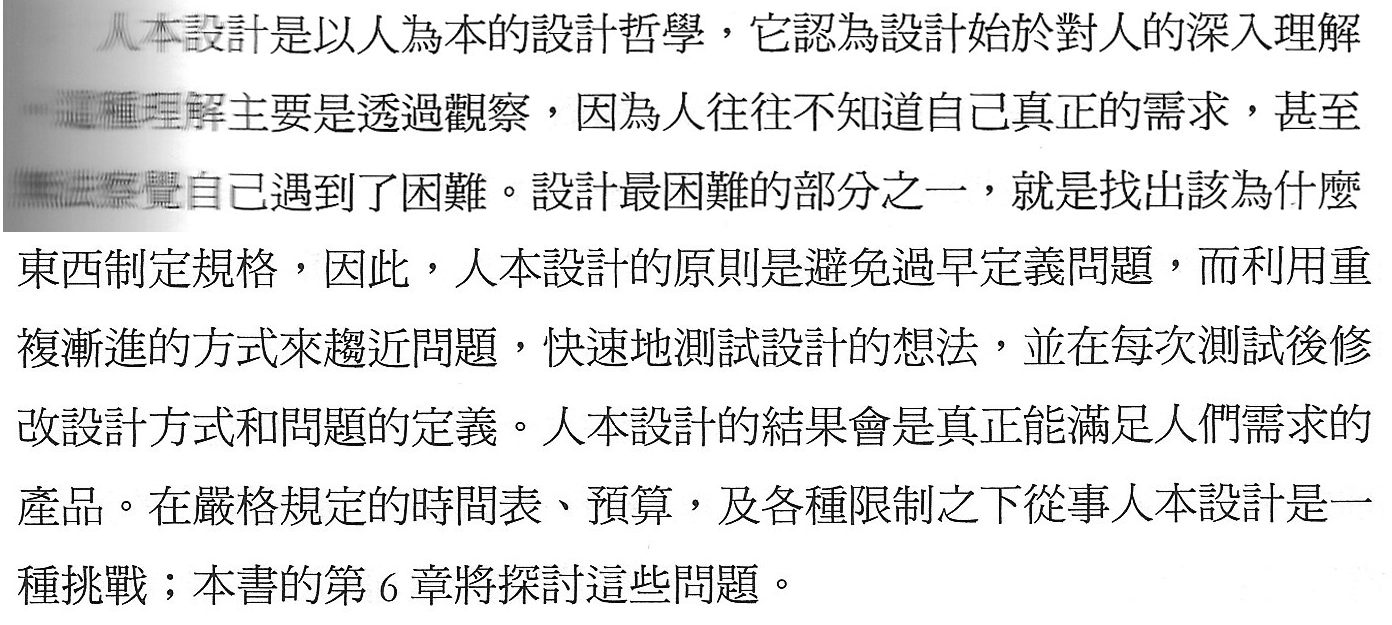 人本設計是以人為本的設計哲學，它認為設計始於對人的深入理解
這種理解主要是透過觀察，因為人往往不知道自己真正的需求，甚至
法察覺自己遇到了困難。設計最困難的部分之一，就是找出該為什麼
東西制定規格，因此，人本設計的原則是避免過早定義問題，而利用重
複漸進的方式來趨近問題，快速地測試設計的想法，並在每次測試後修
改設計方式和問題的定義。人本設計的結果會是真正能滿足人們需求的
產品。在嚴格規定的時間表、預算，及各種限制之下從事人本設計是一
種挑戰；本書的第 6 章將探討這些問題。